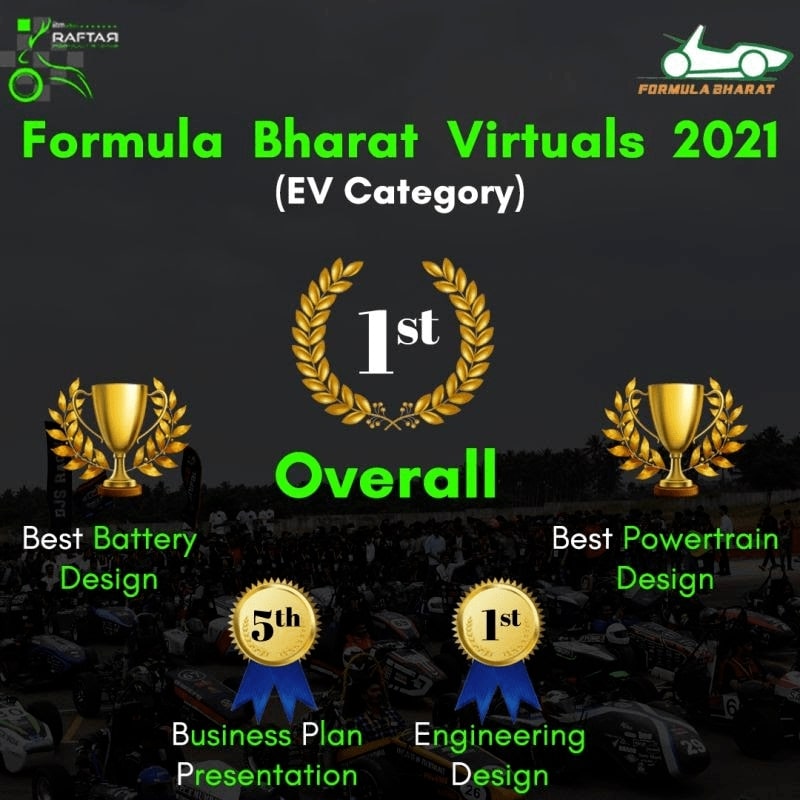 RAFTAR
FORMULA BHARAT
Formula Bharat Virtuals 2021
(EV Category)
1st
Overall
Best Battery
Design
Best Powertrain
Design
5th
1st
Business Plan
Presentation
Engineering
Design
26